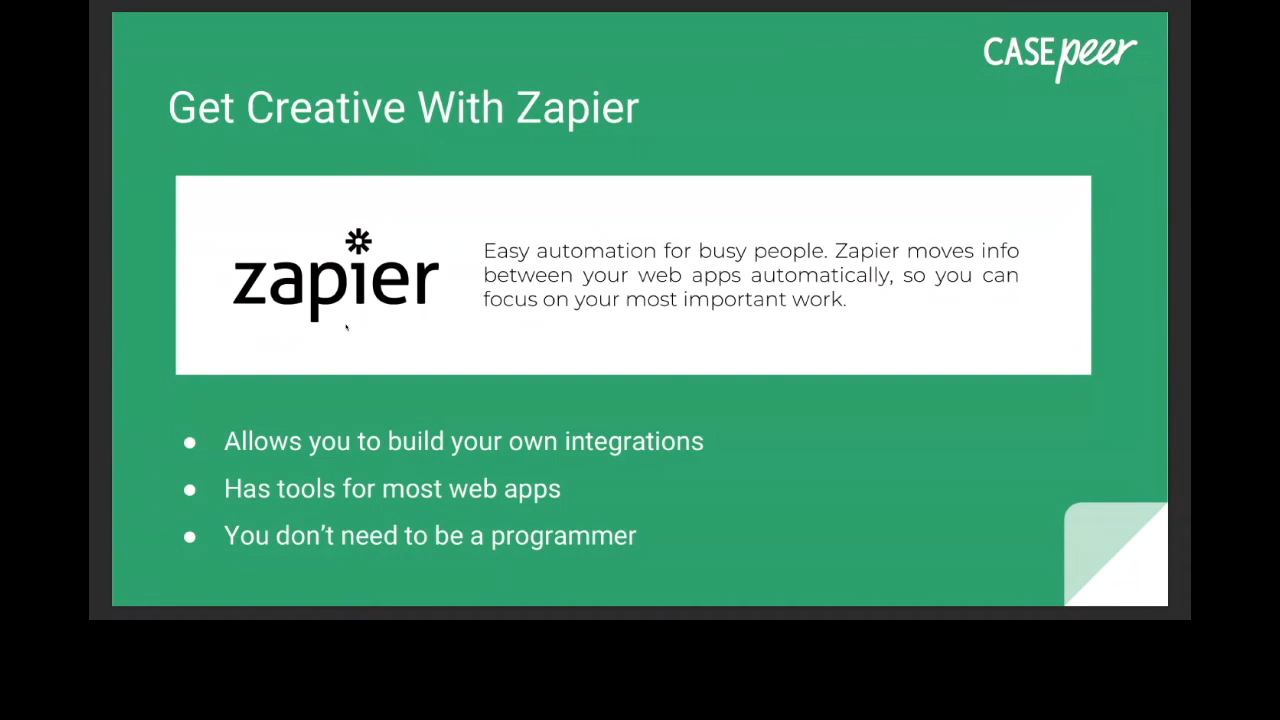 CASEpeer
Get Creative With Zapier
zapier
Easy automation for busy people. Zapier moves info
between your web apps automatically, so you can
focus on your most important work.
● Allows you to build your own integrations
● Has tools for most web apps
● You don’t need to be a programmer